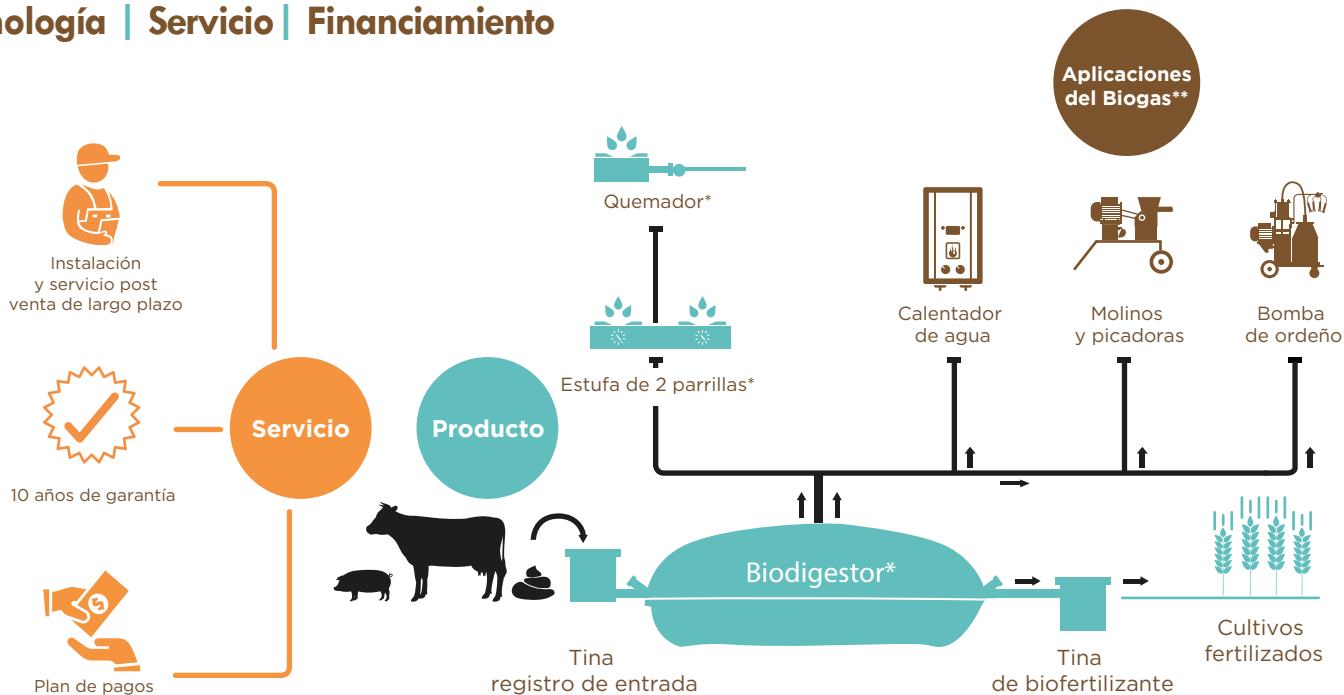 nología | Servicio | Financiamiento
Aplicaciones
del Biogas**
Quemador*
Instalación
y servicio post
venta de largo plazo
Calentador
de agua
Molinos
y picadoras
Bomba
de ordeño
Estufa de 2 parrillas*
Servicio
Producto
10 años de garantía
Biodigestor*
Cultivos
fertilizados
Tina
registro de entrada
Tina
de biofertilizante
Plan de pagos